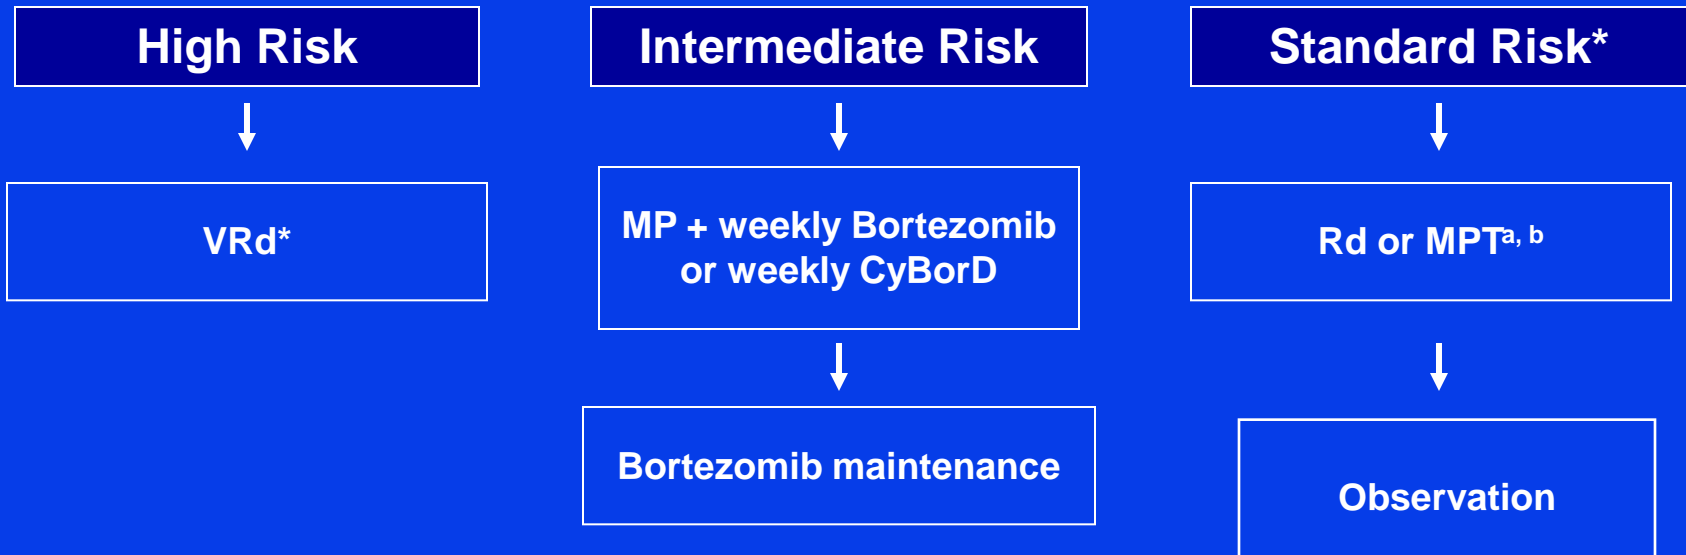 High Risk
Intermediate Risk
Standard Risk*
VRd*
MP + weekly Bortezomib
or weekly CyBorD
Rd or MPTa, b
Bortezomib maintenance
Observation